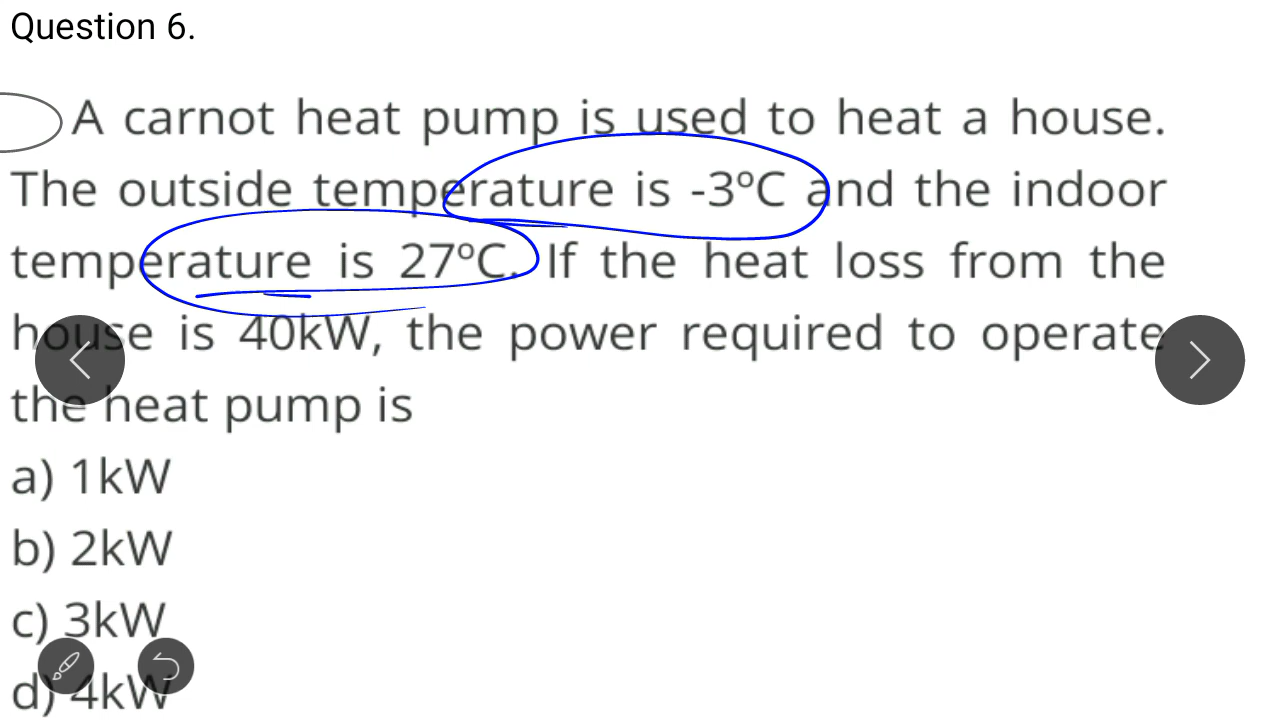 Question 6.
A carnot heat pump is used to heat a house.
The outside temperature is -3ºC and the indoor
temperature is 27ºC. If the heat loss from the
house is 40kW, the power required to operate
the heat pump is
a) 1kW
b) 2kW
c) 3kW
d) 4kW